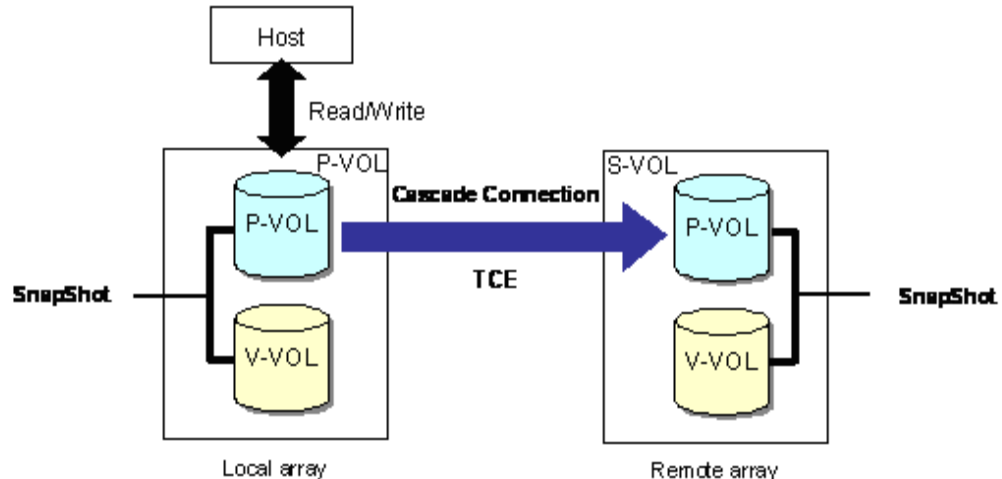 Host
Read/Write
P-VOL
S-VOL
Cascade Connection
P-VOL
P-VOL
TCE
SnapShot
SnapShot
V-VOL
V-VOL
Local array
Remote array